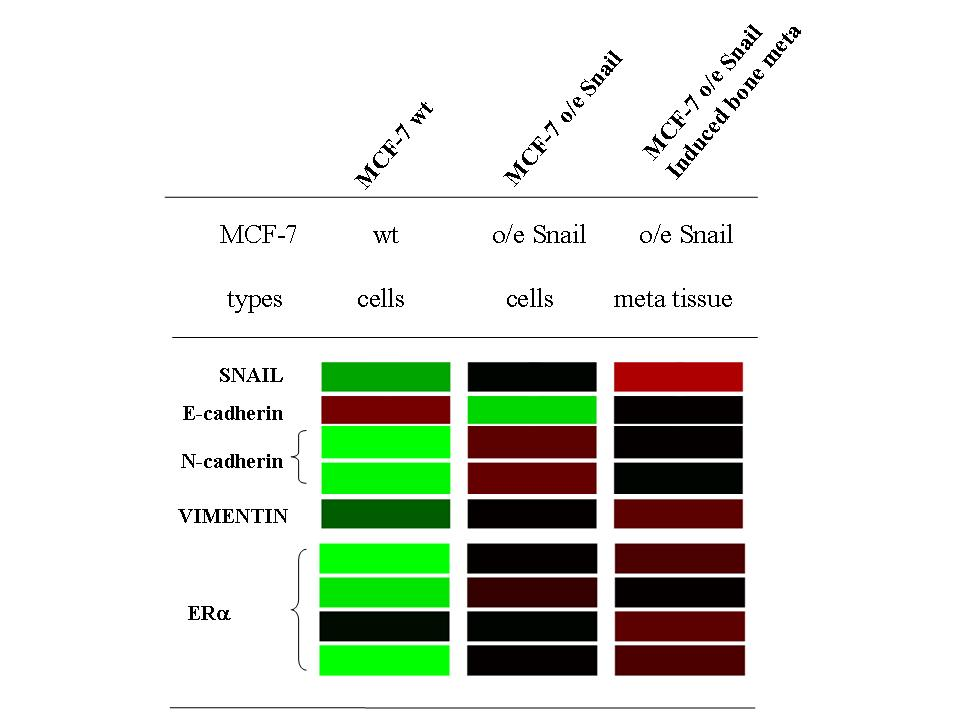 MCF-7 wt
MCF-7 o/e Snail
MCF-7 o/e Snail
Induced bone meta
MCF-7 wt o/e Snail o/e Snail
types cells cells meta tissue
SNAIL
E-cadherin
N-cadherin
VIMENTIN
ERα